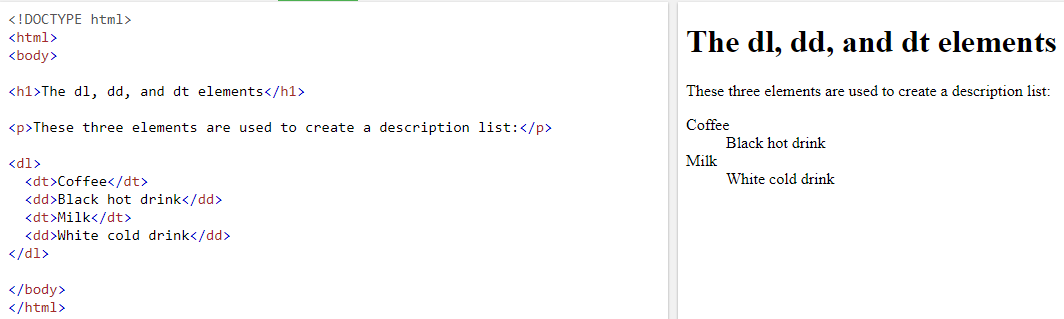 <!DOCTYPE html>
<html>
<body>
<h1>The dl, dd, and dt elements</h1>
<p>These three elements are used to create a description list:</p>
<dl>
<dt>Coffee</dt>
<dd>Black hot drink</dd>
<dt>Milk</dt>
<dd>White cold drink</dd>
</dl>
</body>
</html>
The dl, dd, and dt elements
These three elements are used to create a description list:
Coffee
Black hot drink
Milk
White cold drink